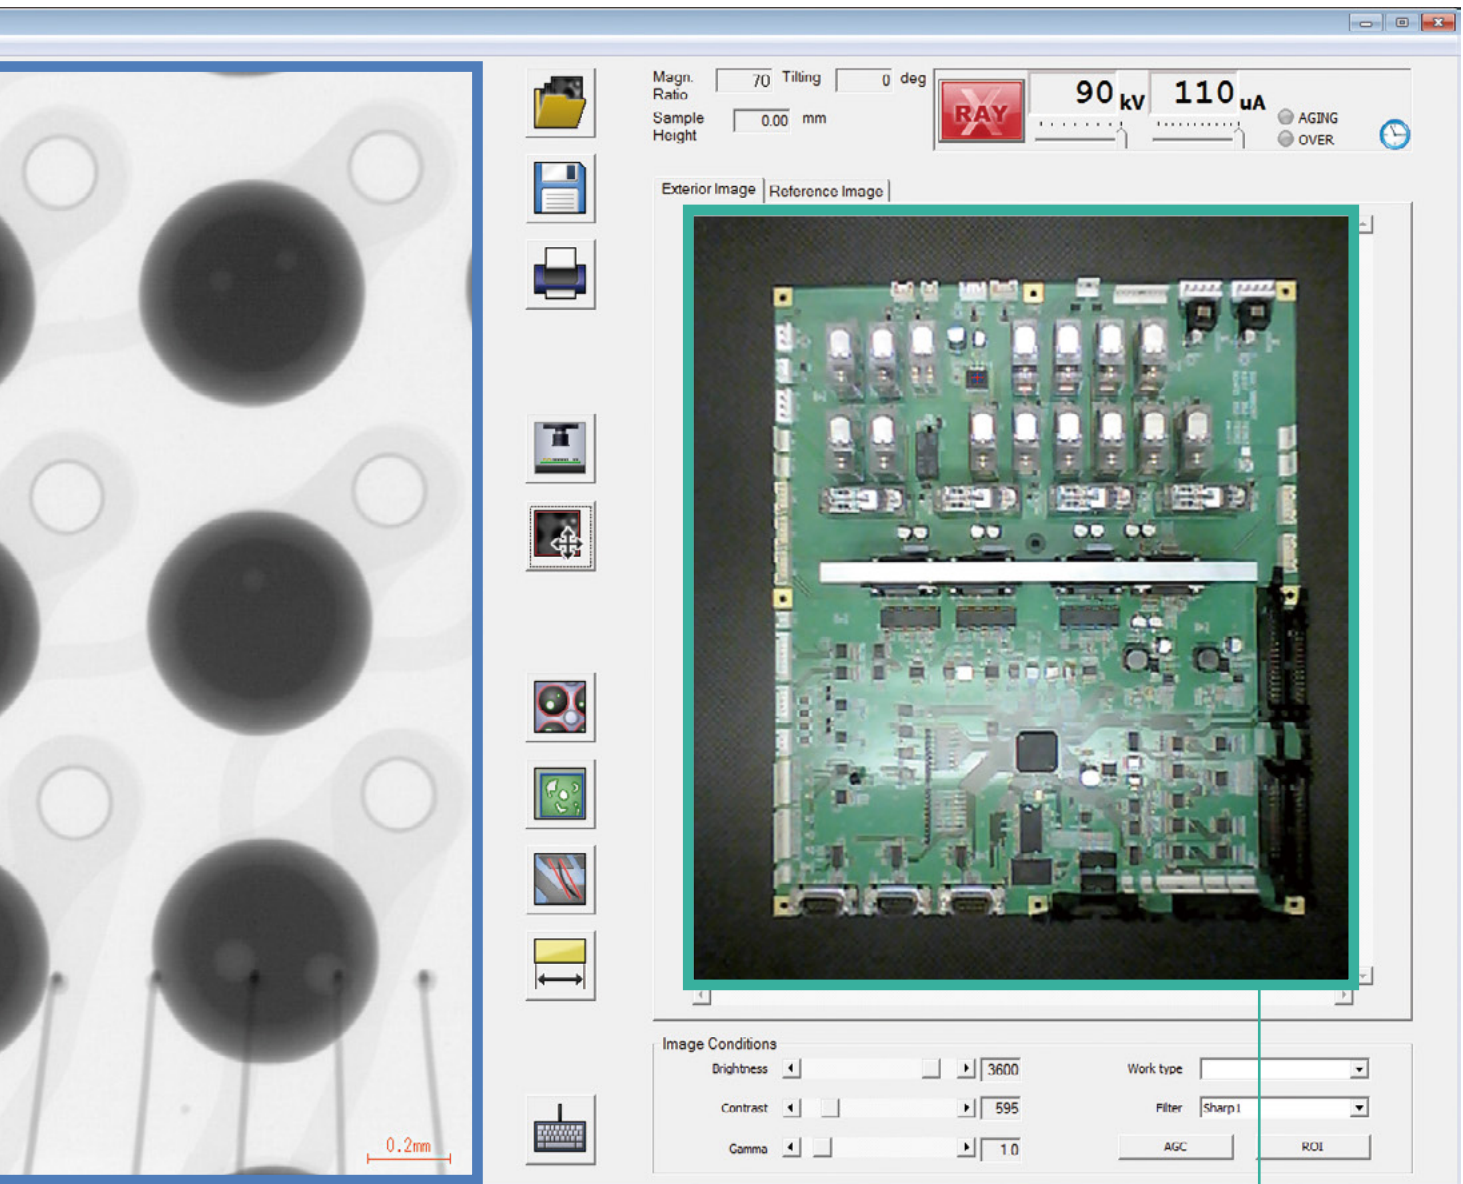 Magn. Ratio 70 Tilting 0 deg
Sample Height 0.00 mm
X RAY
90 kV 110 uA
AGING
OVER
Exterior Image Reference Image
0.2mm
Image Conditions
Brightness 3600 Work type
Contrast 595 Filter Sharp1
Gamma 1.0 AGC ROI